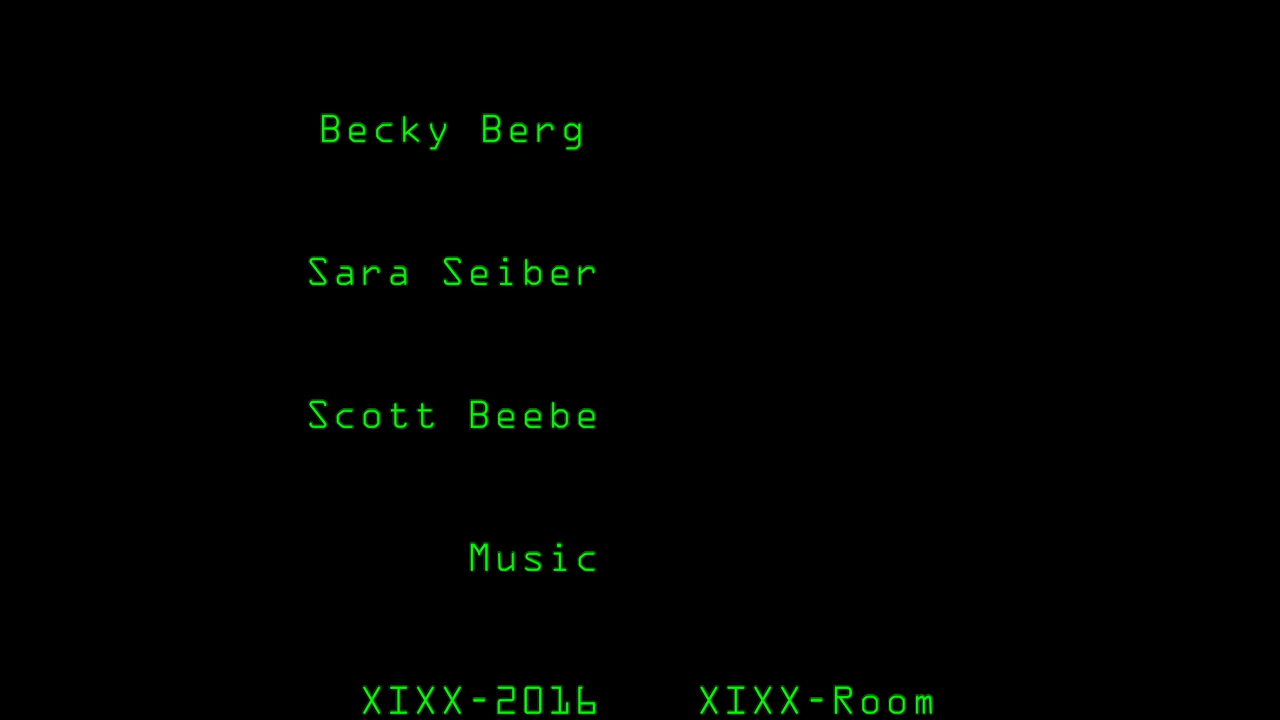 Becky Berg
Sara Seiber
Scott Beebe
Music
XIXX-2016 XIXX-Room